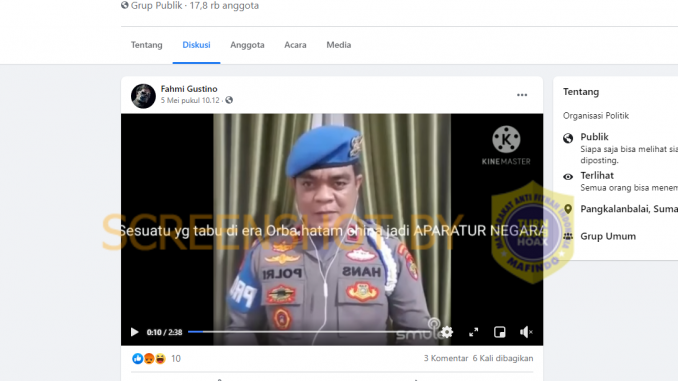 Grup Publik · 17,8 rb anggota
Tentang Diskusi Anggota Acara Media
Fahmi Gustino
5 Mei pukul 10.12 ·
KINEMASTER
Sesuatu yg tabu di era Orba.hatam china jadi APARATUR NEGARA
SCREENSHOT BY
POLRI
HANS
PROV
0:10 / 2:38
smule
10
3 Komentar 6 Kali dibagikan
Tentang
Organisasi Politik
Publik
Siapa saja bisa melihat sia
diposting.
Terlihat
Semua orang bisa menem
Pangkalanbalai, Suma
Grup Umum
MASYARAKAT ANTI FITNAH INDONESIA
TURN BACK
HOAX
MAFINDO